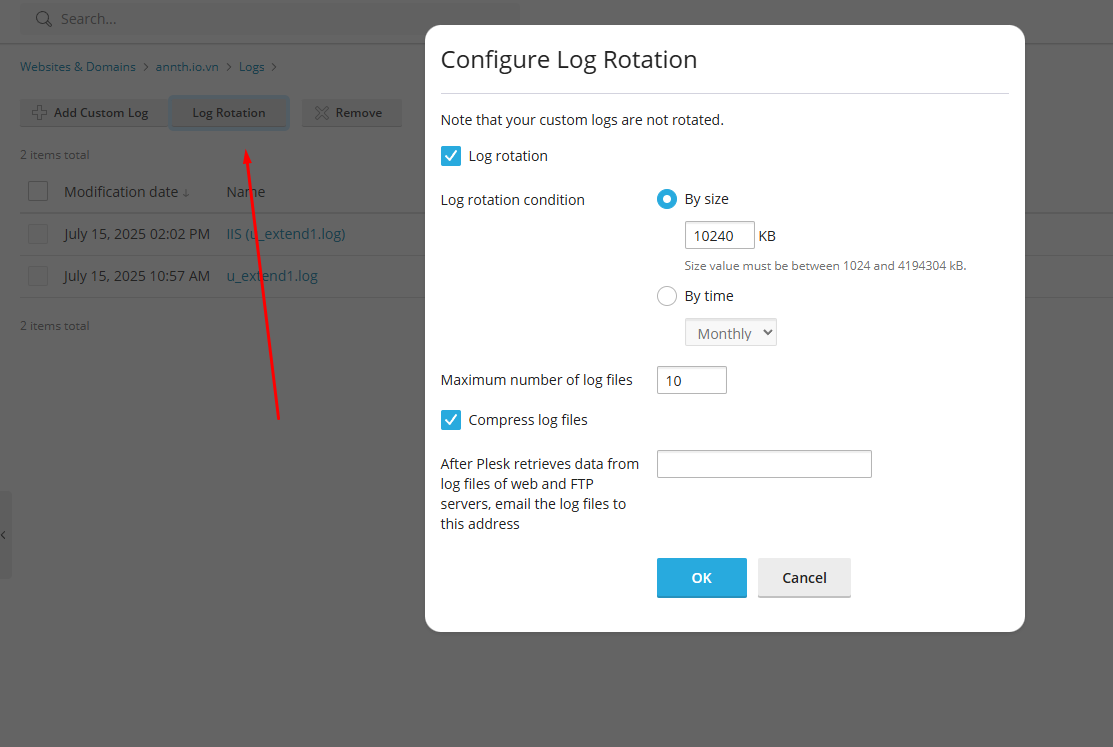 Search...
Websites & Domains > annth.io.vn > Logs >
Add Custom Log Log Rotation Remove
2 items total
Modification date ↓ Name
July 15, 2025 02:02 PM IIS (u_extend1.log)
July 15, 2025 10:57 AM u_extend1.log
2 items total
Configure Log Rotation
Note that your custom logs are not rotated.
Log rotation
Log rotation condition
By size
10240 KB
Size value must be between 1024 and 4194304 kB.
By time
Monthly
Maximum number of log files 10
Compress log files
After Plesk retrieves data from
log files of web and FTP
servers, email the log files to
this address
OK Cancel